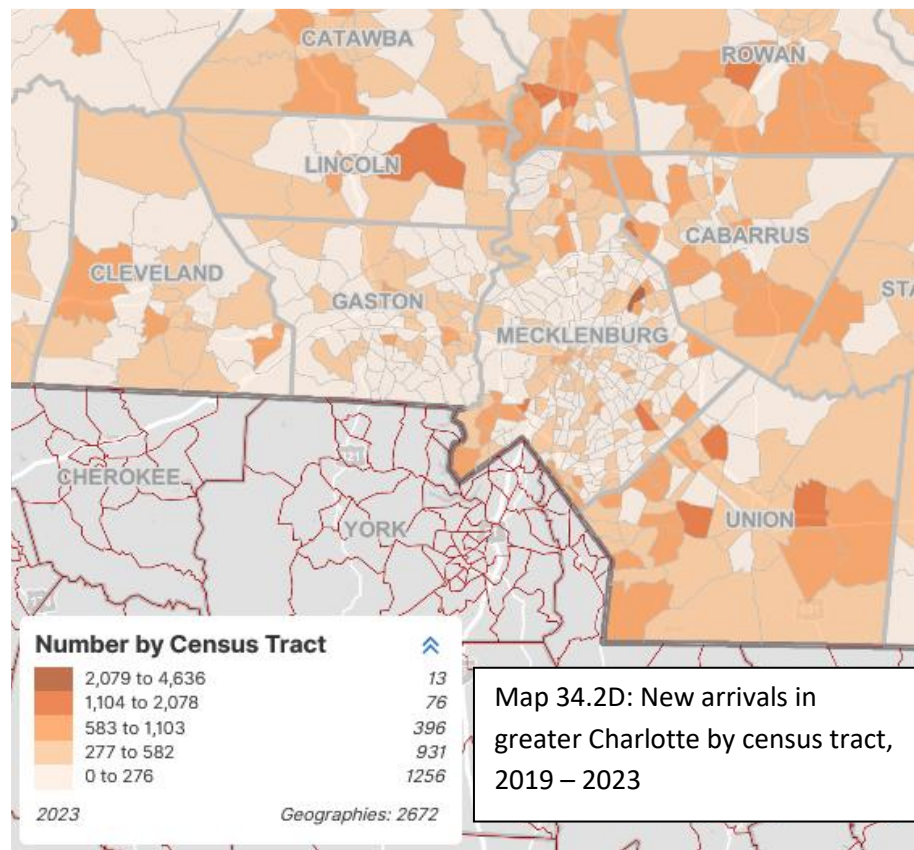 CATAWBA
ROWAN
LINCOLN
CABARRUS
CLEVELAND
STA
GASTON
MECKLENBURG
CHEROKEE
YORK
UNION
Number by Census Tract
2,079 to 4,636 13
1,104 to 2,078 76
583 to 1,103 396
277 to 582 931
0 to 276 1256
2023 Geographies: 2672
Map 34.2D: New arrivals in
greater Charlotte by census tract,
2019 – 2023